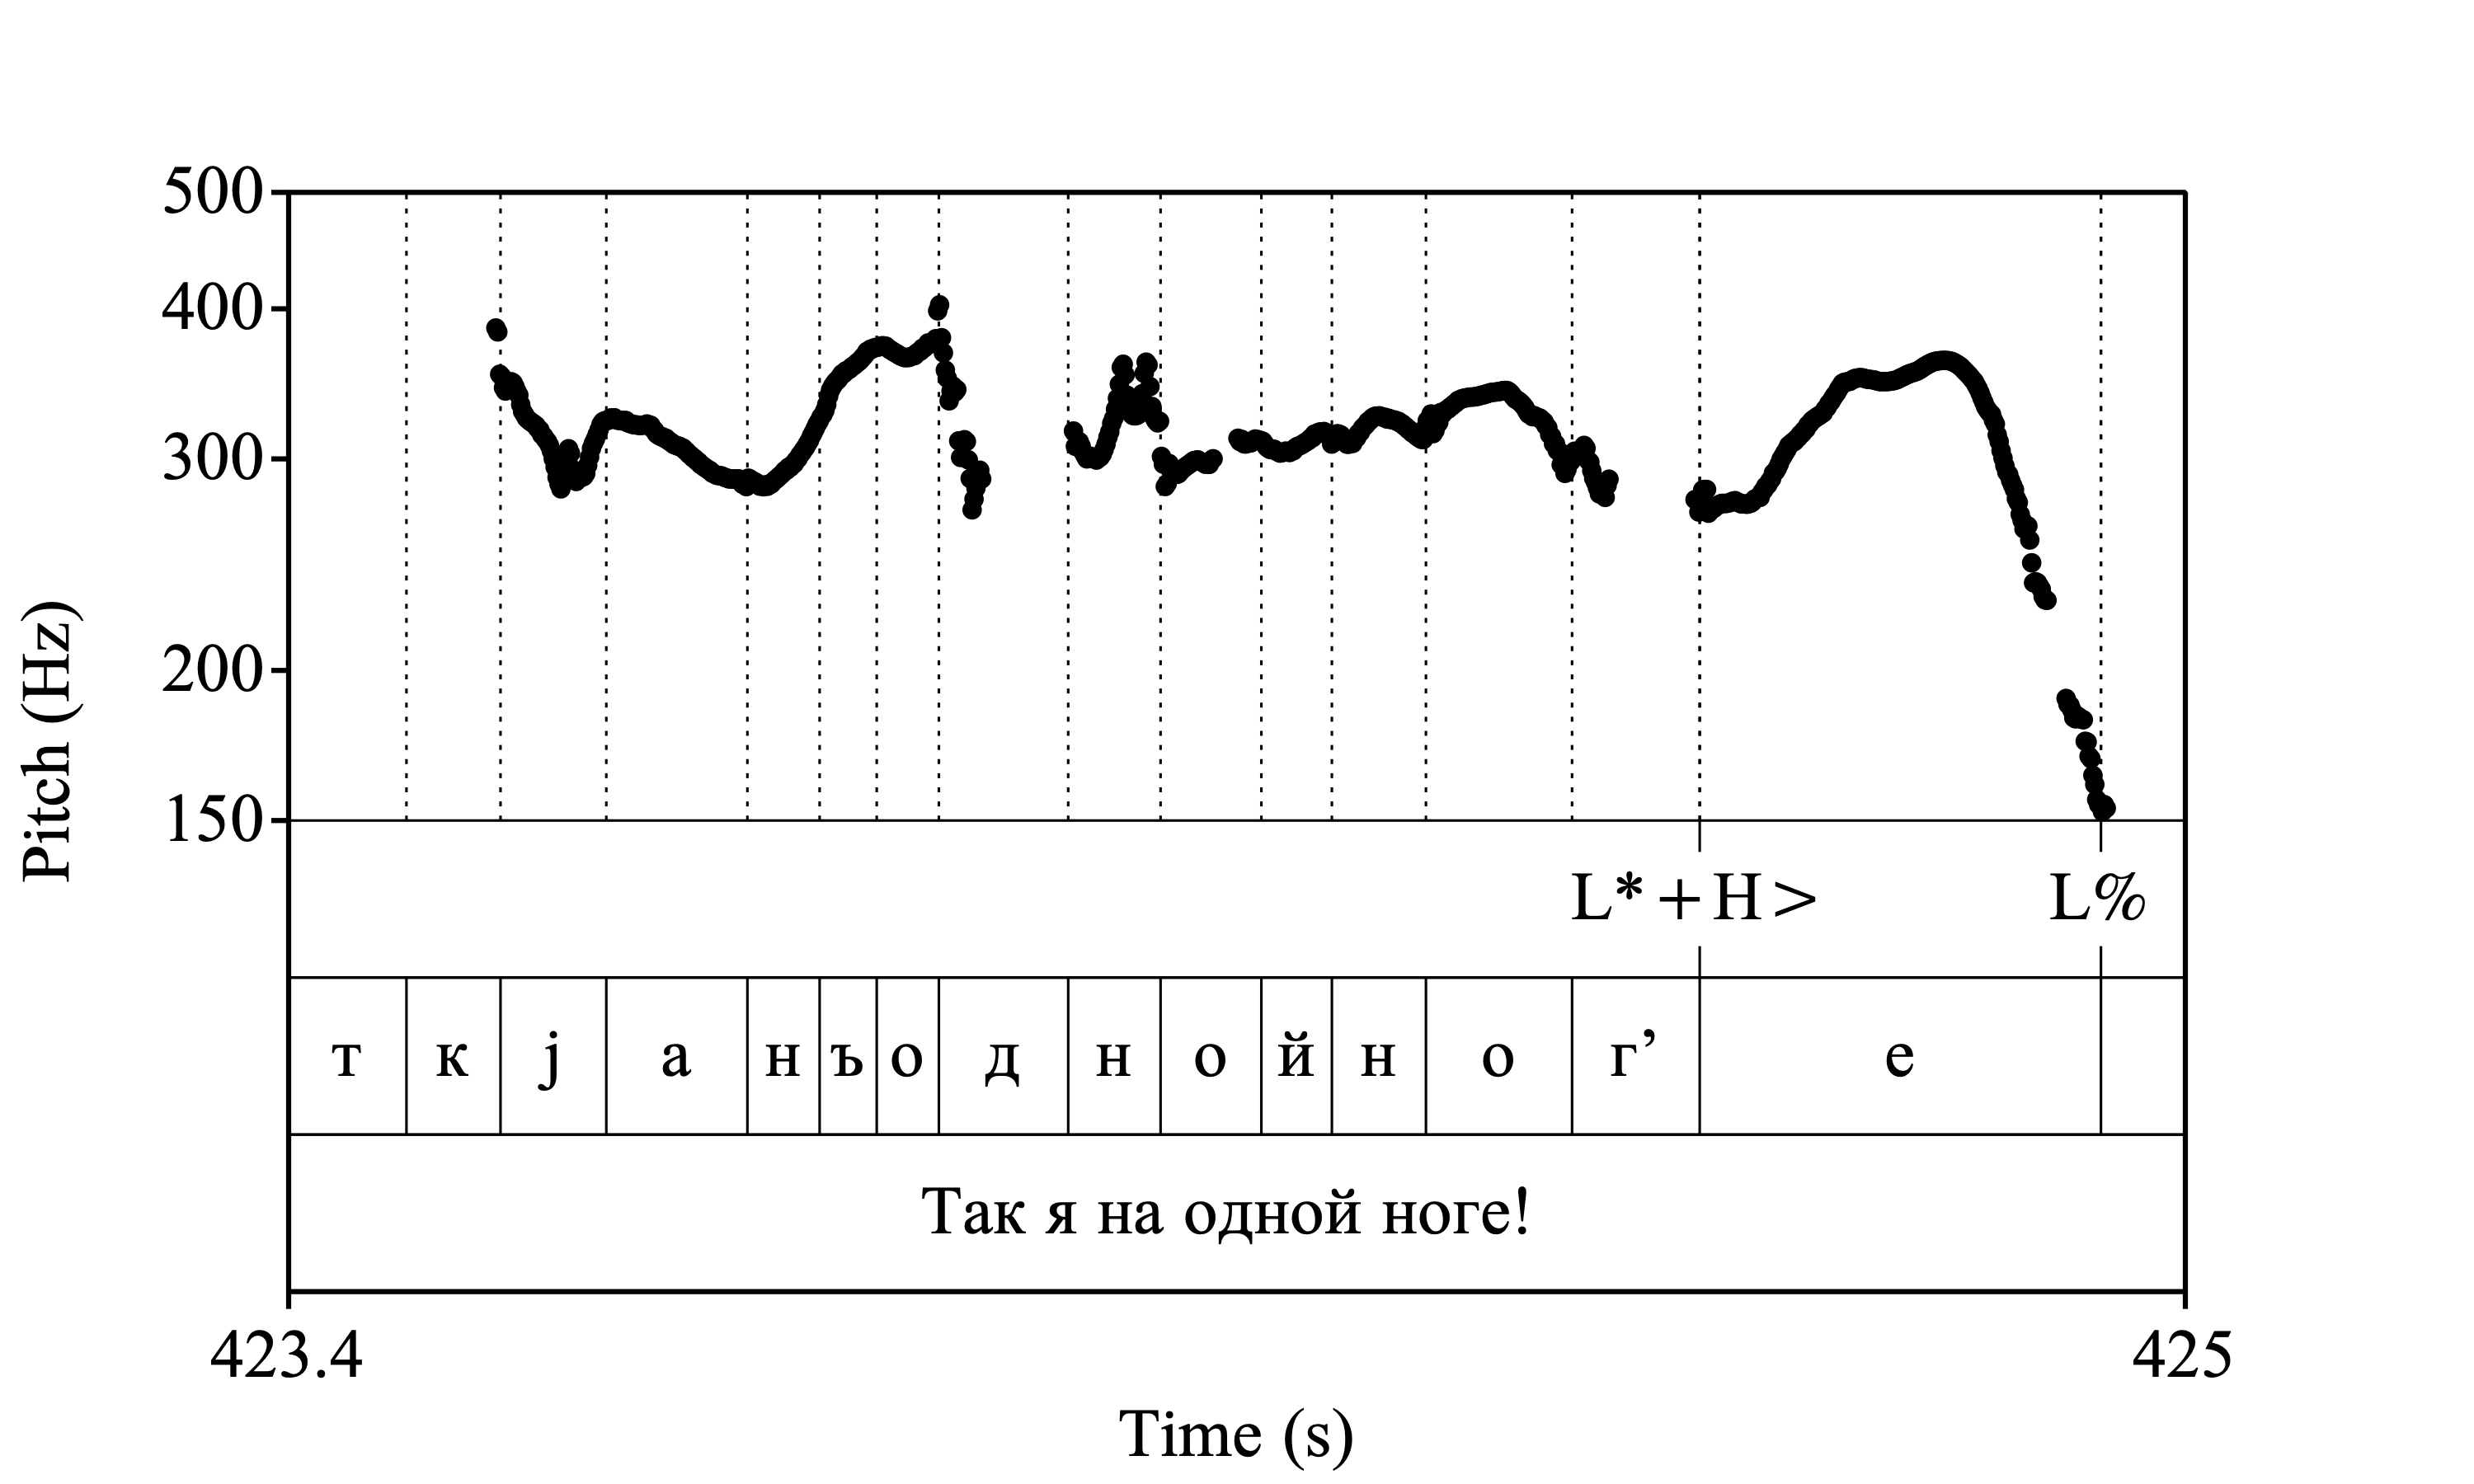 500
400
300
200
150
Pitch (Hz)
L*+H> L%
т к j а н ъ о д н о й н о г’ е
Так я на одной ноге!
423.4 425
Time (s)